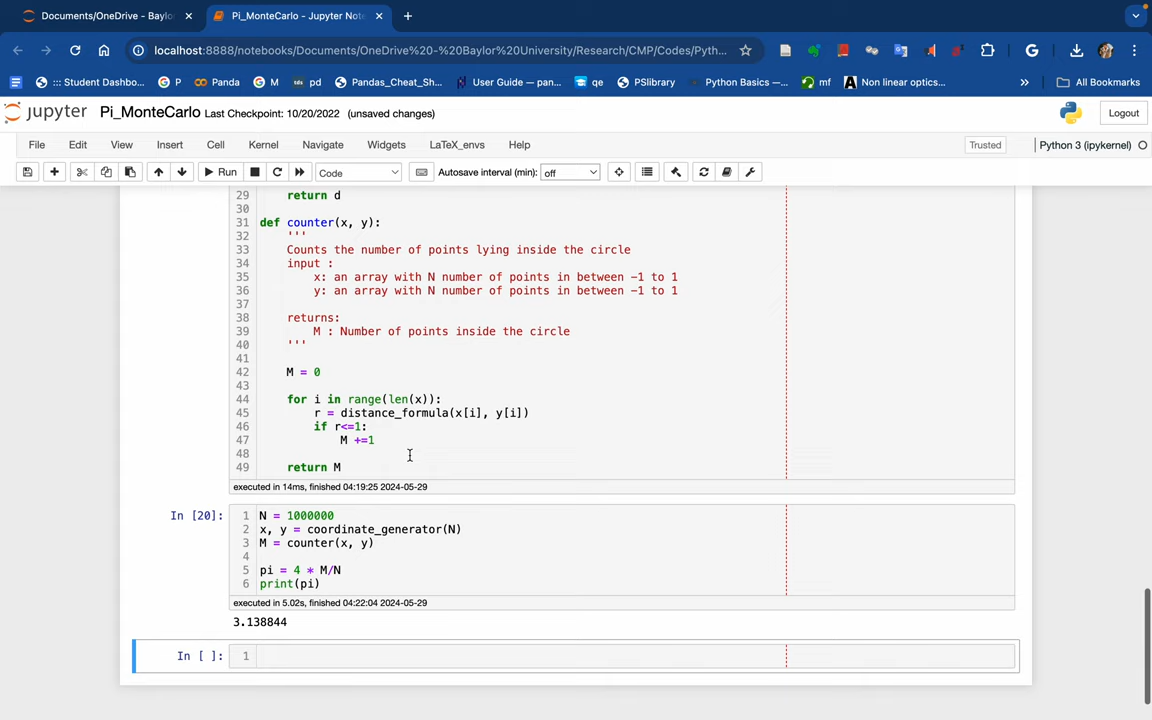 Documents/OneDrive - Baylo
Pi_MonteCarlo - Jupyter Note
localhost:8888/notebooks/Documents/OneDrive%20-%20Baylor%20University/Research/CMP/Codes/Pyth...
::: Student Dashbo...
P
Panda
M
pd
Pandas_Cheat_Sh...
User Guide — pan...
qe
PSlibrary
Python Basics —...
mf
Non linear optics...
»
All Bookmarks
jupyter Pi_MonteCarlo Last Checkpoint: 10/20/2022 (unsaved changes)
Logout
File Edit View Insert Cell Kernel Navigate Widgets LaTeX_envs Help
Trusted
Python 3 (ipykernel)
Run
Code
Autosave interval (min): off
29 return d
30
31 def counter(x, y):
32 '''
33 Counts the number of points lying inside the circle
34 input :
35 x: an array with N number of points in between -1 to 1
36 y: an array with N number of points in between -1 to 1
37
38 returns:
39 M : Number of points inside the circle
40 '''
41
42 M = 0
43
44 for i in range(len(x)):
45 r = distance_formula(x[i], y[i])
46 if r<=1:
47 M +=1
48
49 return M
executed in 14ms, finished 04:19:25 2024-05-29
In [20]:
1 N = 1000000
2 x, y = coordinate_generator(N)
3 M = counter(x, y)
4
5 pi = 4 * M/N
6 print(pi)
executed in 5.02s, finished 04:22:04 2024-05-29
3.138844
In [ ]: 1